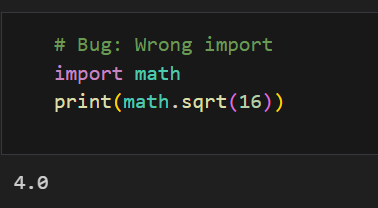 # Bug: Wrong import
import math
print(math.sqrt(16))
4.0